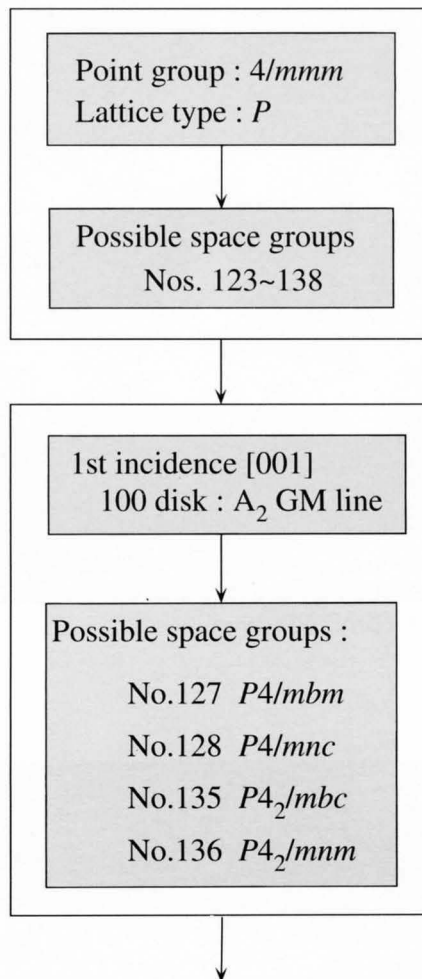 Point group : 4/mmm
Lattice type : P
Possible space groups
Nos. 123~138
1st incidence [001]
100 disk : A₂ GM line
Possible space groups :
No.127 P4/mbm
No.128 P4/mnc
No.135 P4₂/mbc
No.136 P4₂/mnm